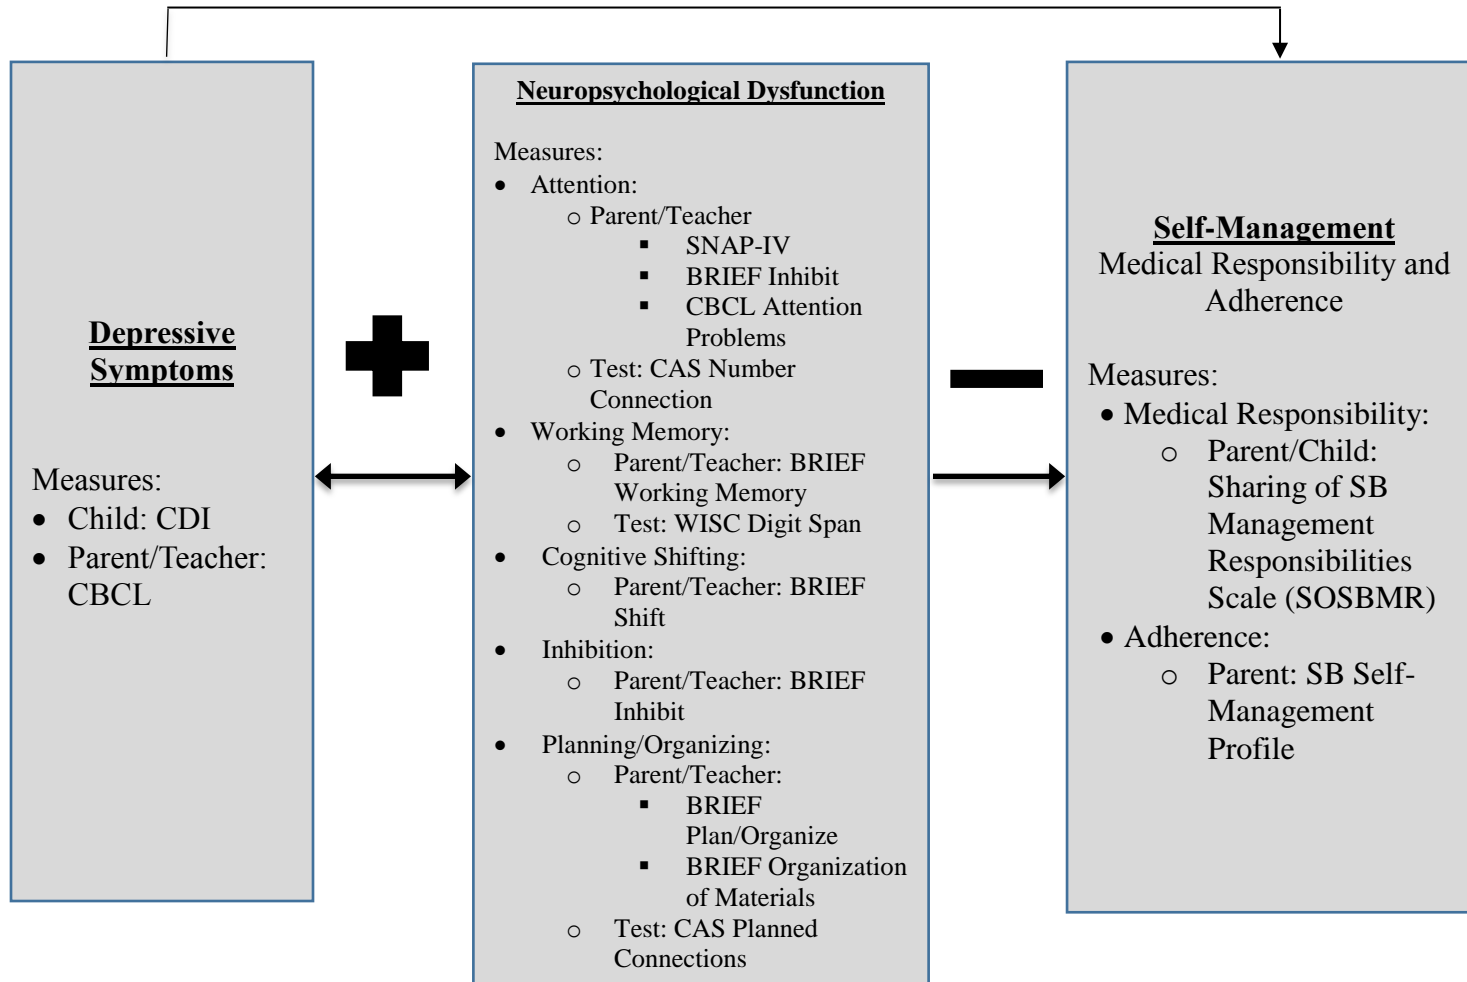 Depressive
Symptoms
Measures:
• Child: CDI
• Parent/Teacher:
CBCL
Neuropsychological Dysfunction
Measures:
• Attention:
o Parent/Teacher
▪ SNAP-IV
▪ BRIEF Inhibit
▪ CBCL Attention
Problems
o Test: CAS Number
Connection
• Working Memory:
o Parent/Teacher: BRIEF
Working Memory
o Test: WISC Digit Span
• Cognitive Shifting:
o Parent/Teacher: BRIEF
Shift
• Inhibition:
o Parent/Teacher: BRIEF
Inhibit
• Planning/Organizing:
o Parent/Teacher:
▪ BRIEF
Plan/Organize
▪ BRIEF Organization
of Materials
o Test: CAS Planned
Connections
Self-Management
Medical Responsibility and
Adherence
Measures:
• Medical Responsibility:
o Parent/Child:
Sharing of SB
Management
Responsibilities
Scale (SOSBMR)
• Adherence:
o Parent: SB Self-
Management
Profile